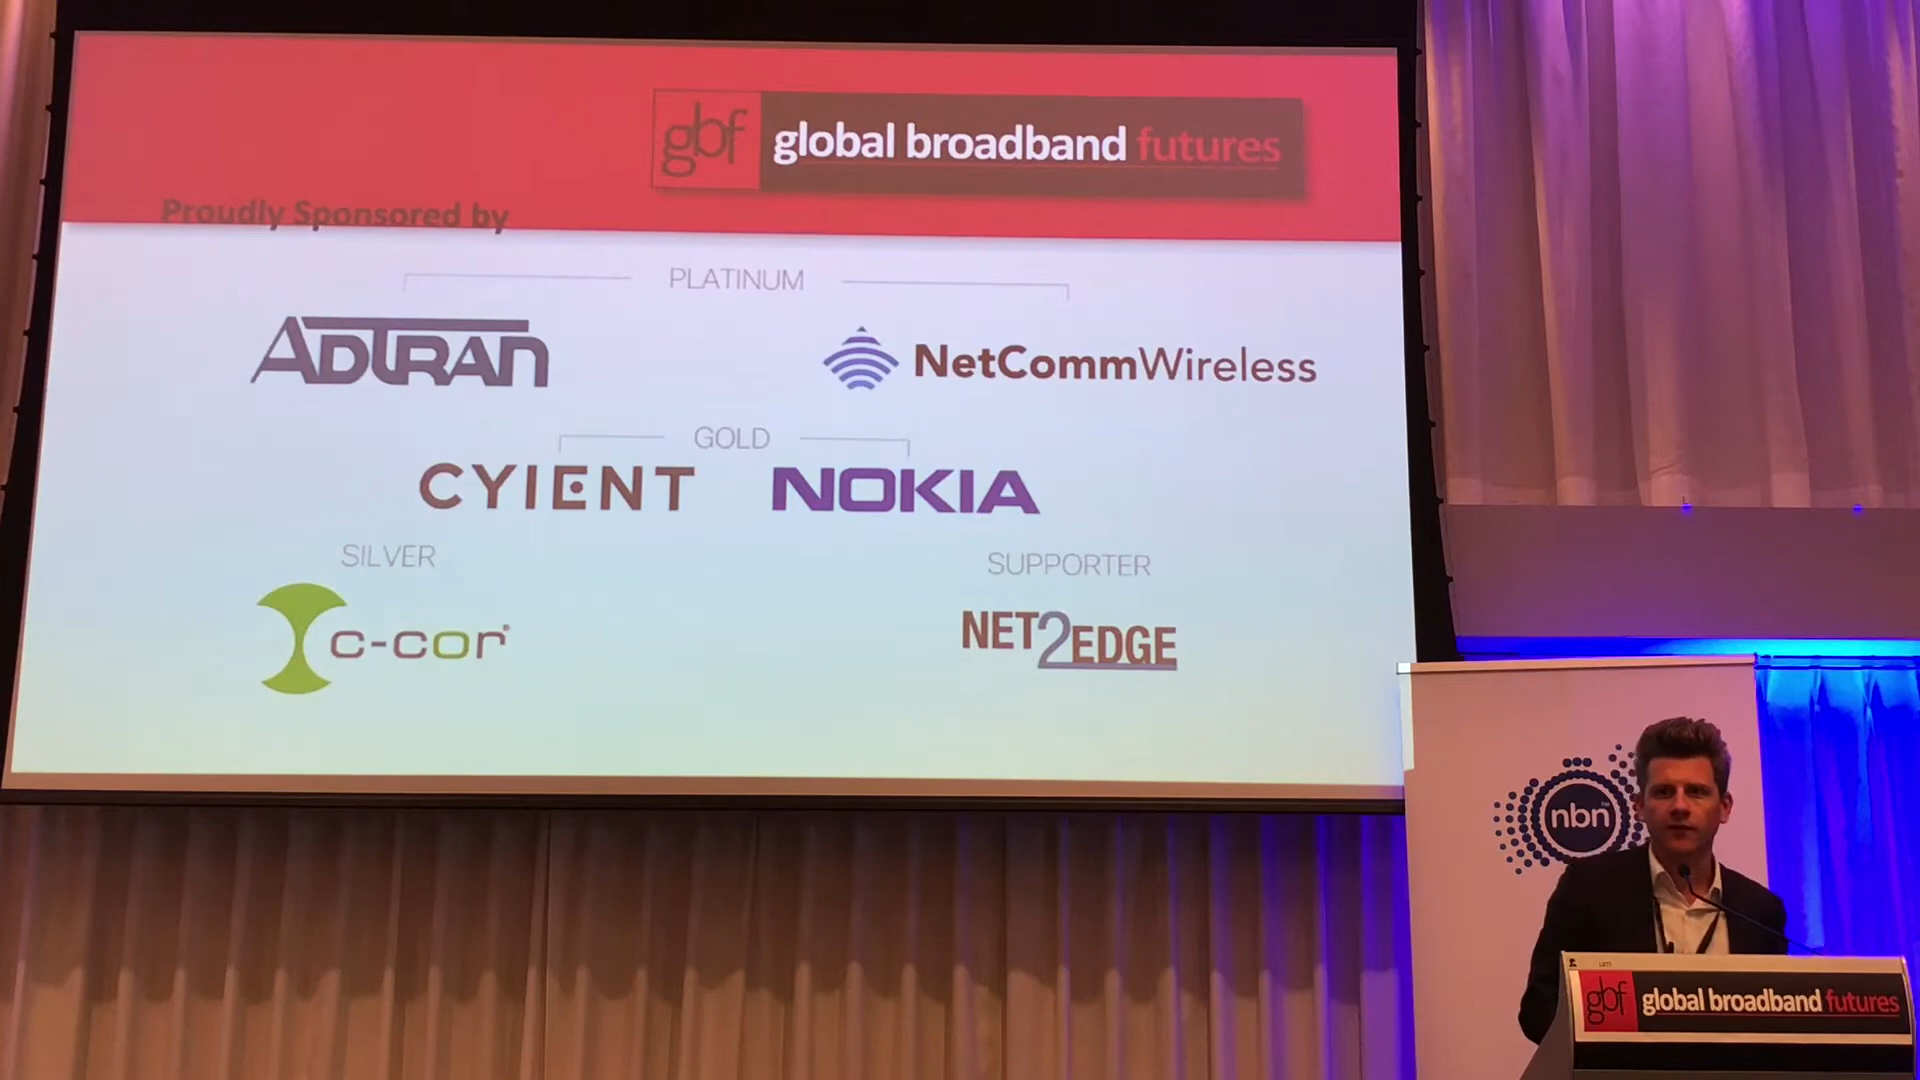 gbf global broadband futures
Proudly Sponsored by
PLATINUM
ADTRAN
NetCommWireless
GOLD
CYIENT
NOKIA
SILVER
SUPPORTER
c-cor®
NET2EDGE
nbn™
gbf global broadband futures